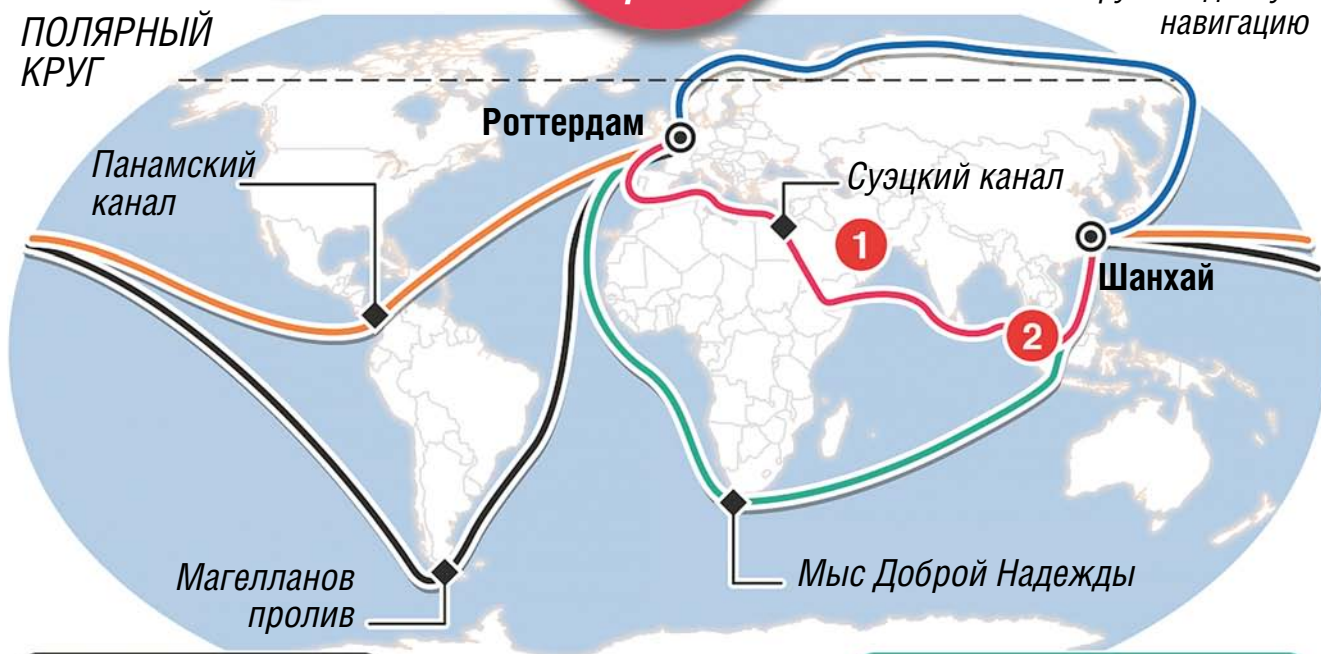 навигацию
ПОЛЯРНЫЙ
КРУГ
Роттердам
Панамский
канал
Суэцкий канал
1
Шанхай
2
Магелланов
пролив
Мыс Доброй Надежды